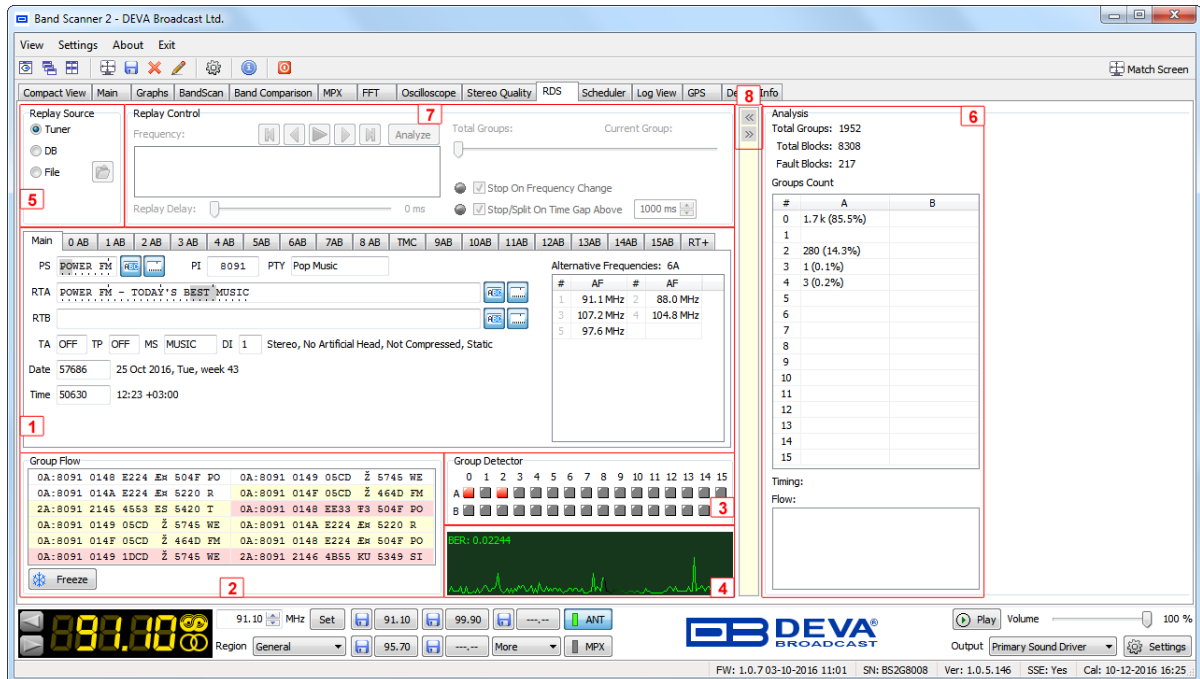 Band Scanner 2 - DEVA Broadcast Ltd.
View Settings About Exit
Match Screen
Compact View Main Graphs BandScan Band Comparison MPX FFT Oscilloscope Stereo Quality RDS Scheduler Log View GPS
8
Replay Source
Tuner
DB
File
5
Replay Control
7
Frequency: Analyze Total Groups: Current Group:
Stop On Frequency Change
Replay Delay: 0 ms Stop/Split On Time Gap Above 1000 ms
Main 0 AB 1 AB 2 AB 3 AB 4 AB 5AB 6AB 7AB 8 AB TMC 9AB 10AB 11AB 12AB 13AB 14AB 15AB RT+
PS POWER FM PI 8091 PTY Pop Music
RTA POWER FM - TODAY'S BEST MUSIC
RTB
TA OFF TP OFF MS MUSIC DI 1 Stereo, No Artificial Head, Not Compressed, Static
Date 57686 25 Oct 2016, Tue, week 43
Time 50630 12:23 +03:00
1
Alternative Frequencies: 6A
# AF # AF
1 91.1 MHz 2 88.0 MHz
3 107.2 MHz 4 104.8 MHz
5 97.6 MHz
Group Flow
0A:8091 0148 E224 Æ¤ 504F PO 0A:8091 0149 05CD Ž 5745 WE
0A:8091 014A E224 Æ¤ 5220 R 0A:8091 014F 05CD Ž 464D FM
2A:8091 2145 4553 ES 5420 T 0A:8091 0148 EE33 Ŧ3 504F PO
0A:8091 0149 05CD Ž 5745 WE 0A:8091 014A E224 Æ¤ 5220 R
0A:8091 014F 05CD Ž 464D FM 0A:8091 0148 E224 Æ¤ 504F PO
0A:8091 0149 1DCD Ž 5745 WE 2A:8091 2146 4B55 KU 5349 SI
Freeze
2
Group Detector
0 1 2 3 4 5 6 7 8 9 10 11 12 13 14 15
A
B
3
BER: 0.02244
4
Analysis
6
Total Groups: 1952
Total Blocks: 8308
Fault Blocks: 217
Groups Count
# A B
0 1.7 k (85.5%)
1
2 280 (14.3%)
3 1 (0.1%)
4 3 (0.2%)
5
6
7
8
9
10
11
12
13
14
15
Timing:
Flow:
91.10
91.10 MHz Set 91.10 99.90 ---.-- ANT
Region General 95.70 ---.-- More MPX
DEVA®
BROADCAST
Play Volume 100 %
Output Primary Sound Driver Settings
FW: 1.0.7 03-10-2016 11:01 SN: BS2G8008 Ver: 1.0.5.146 SSE: Yes Cal: 10-12-2016 16:25